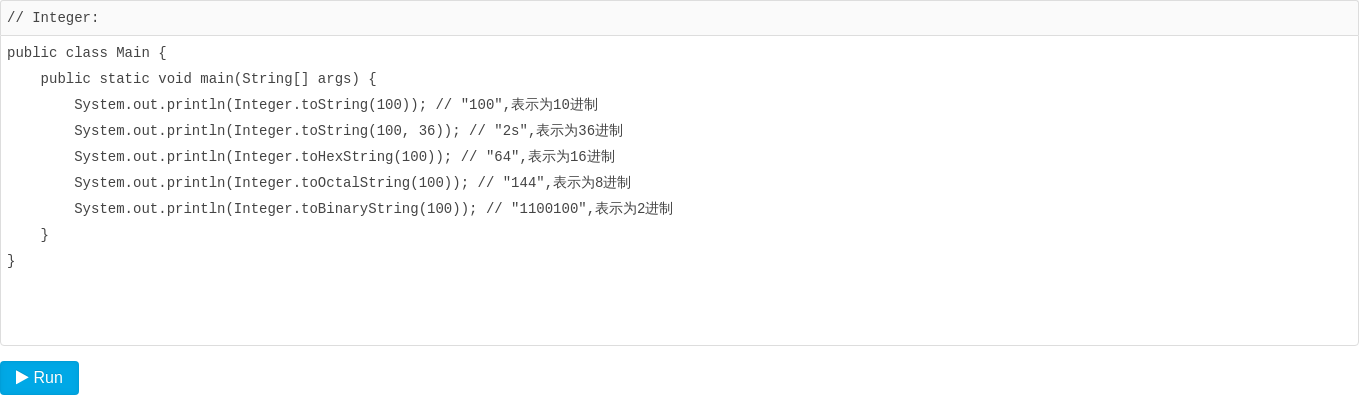 // Integer:
public class Main {
    public static void main(String[] args) {
        System.out.println(Integer.toString(100)); // "100",表示为10进制
        System.out.println(Integer.toString(100, 36)); // "2s",表示为36进制
        System.out.println(Integer.toHexString(100)); // "64",表示为16进制
        System.out.println(Integer.toOctalString(100)); // "144",表示为8进制
        System.out.println(Integer.toBinaryString(100)); // "1100100",表示为2进制
    }
}
Run